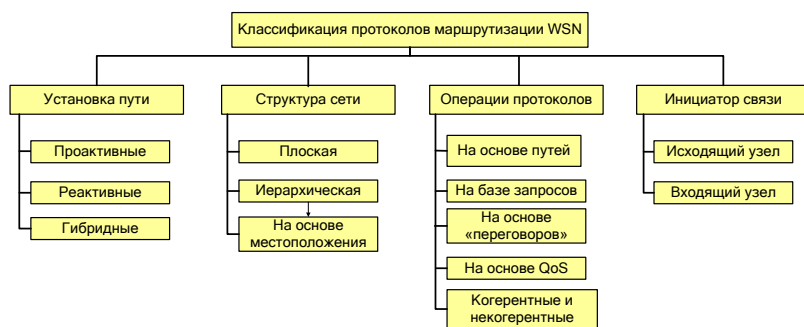 Классификация протоколов маршрутизации WSN
Установка пути
Проактивные
Реактивные
Гибридные
Структура сети
Плоская
Иерархическая
На основе
местоположения
Операции протоколов
На основе путей
На базе запросов
На основе
«переговоров»
На основе QoS
Когерентные и
некогерентные
Инициатор связи
Исходящий узел
Входящий узел